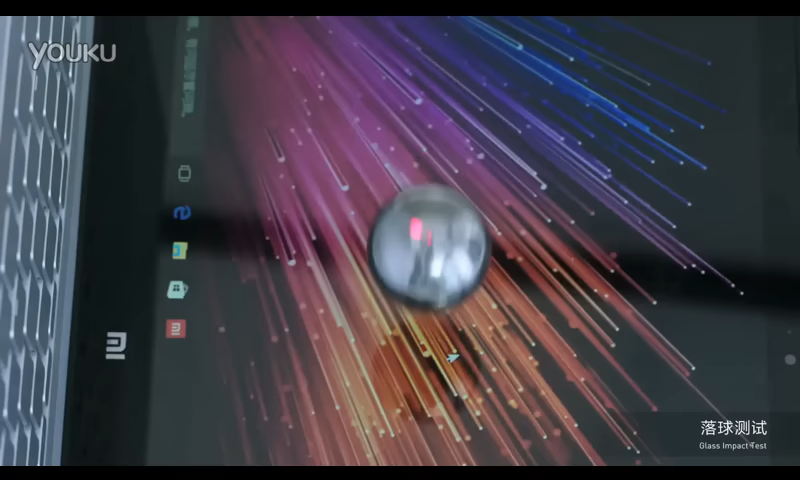 YOUKU
落球测试
Glass Impact Test